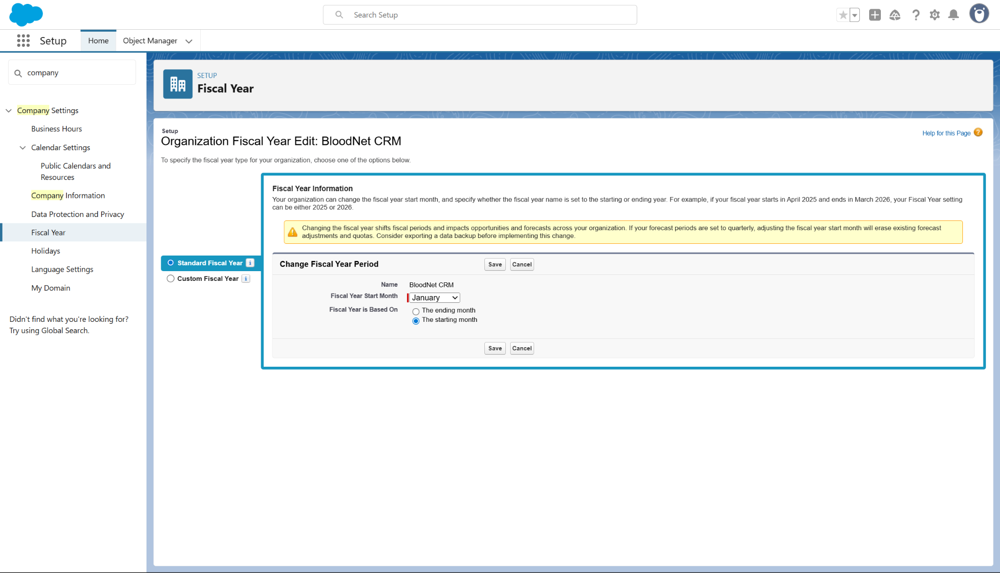 Search Setup
Setup
Home
Object Manager
company
Company Settings
Business Hours
Calendar Settings
Public Calendars and
Resources
Company Information
Data Protection and Privacy
Fiscal Year
Holidays
Language Settings
My Domain
Didn't find what you're looking for?
Try using Global Search.
SETUP
Fiscal Year
Setup
Organization Fiscal Year Edit: BloodNet CRM
Help for this Page
To specify the fiscal year type for your organization, choose one of the options below.
Standard Fiscal Year
Custom Fiscal Year
Fiscal Year Information
Your organization can change the fiscal year start month, and specify whether the fiscal year name is set to the starting or ending year. For example, if your fiscal year starts in April 2025 and ends in March 2026, your Fiscal Year setting
can be either 2025 or 2026.
Changing the fiscal year shifts fiscal periods and impacts opportunities and forecasts across your organization. If your forecast periods are set to quarterly, adjusting the fiscal year start month will erase existing forecast
adjustments and quotas. Consider exporting a data backup before implementing this change.
Change Fiscal Year Period
Save
Cancel
Name BloodNet CRM
Fiscal Year Start Month January
Fiscal Year is Based On The ending month
The starting month
Save
Cancel